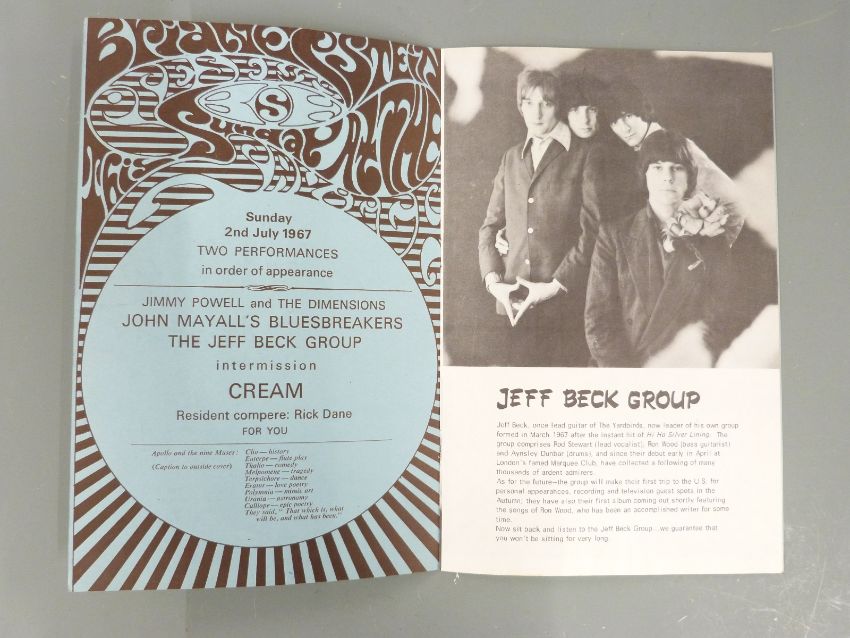 Brian Epstein
Presents
Sunday
at
the
Saville
Sunday
2nd July 1967
TWO PERFORMANCES
in order of appearance
JIMMY POWELL and THE DIMENSIONS
JOHN MAYALL'S BLUESBREAKERS
THE JEFF BECK GROUP
intermission
CREAM
Resident compere: Rick Dane
FOR YOU
Apollo and the nine Muses: Clio—history
Euterpe—flute play
(Caption to outside cover) Thalia—comedy
Melpomene—tragedy
Terpsichore—dance
Eratus—love poetry
Polymnia—mimic art
Urania—astronomy
Calliope—epic poetry
They said, "That which is, what
will be, and what has been."
JEFF BECK GROUP
Jeff Beck, once lead guitar of The Yardbirds, now leader of his own group
formed in March 1967 after the instant hit of Hi Ho Silver Lining. The
group comprises Rod Stewart (lead vocalist), Ron Wood (bass guitarist)
and Aynsley Dunbar (drums), and since their debut early in April at
London's famed Marquee Club, have collected a following of many
thousands of ardent admirers.
As for the future—the group will make their first trip to the U.S. for
personal appearances, recording and television guest spots in the
Autumn; they have also their first album coming out shortly featuring
the songs of Ron Wood, who has been an accomplished writer for some
time.
Now sit back and listen to the Jeff Beck Group...we guarantee that
you won't be sitting for very long.